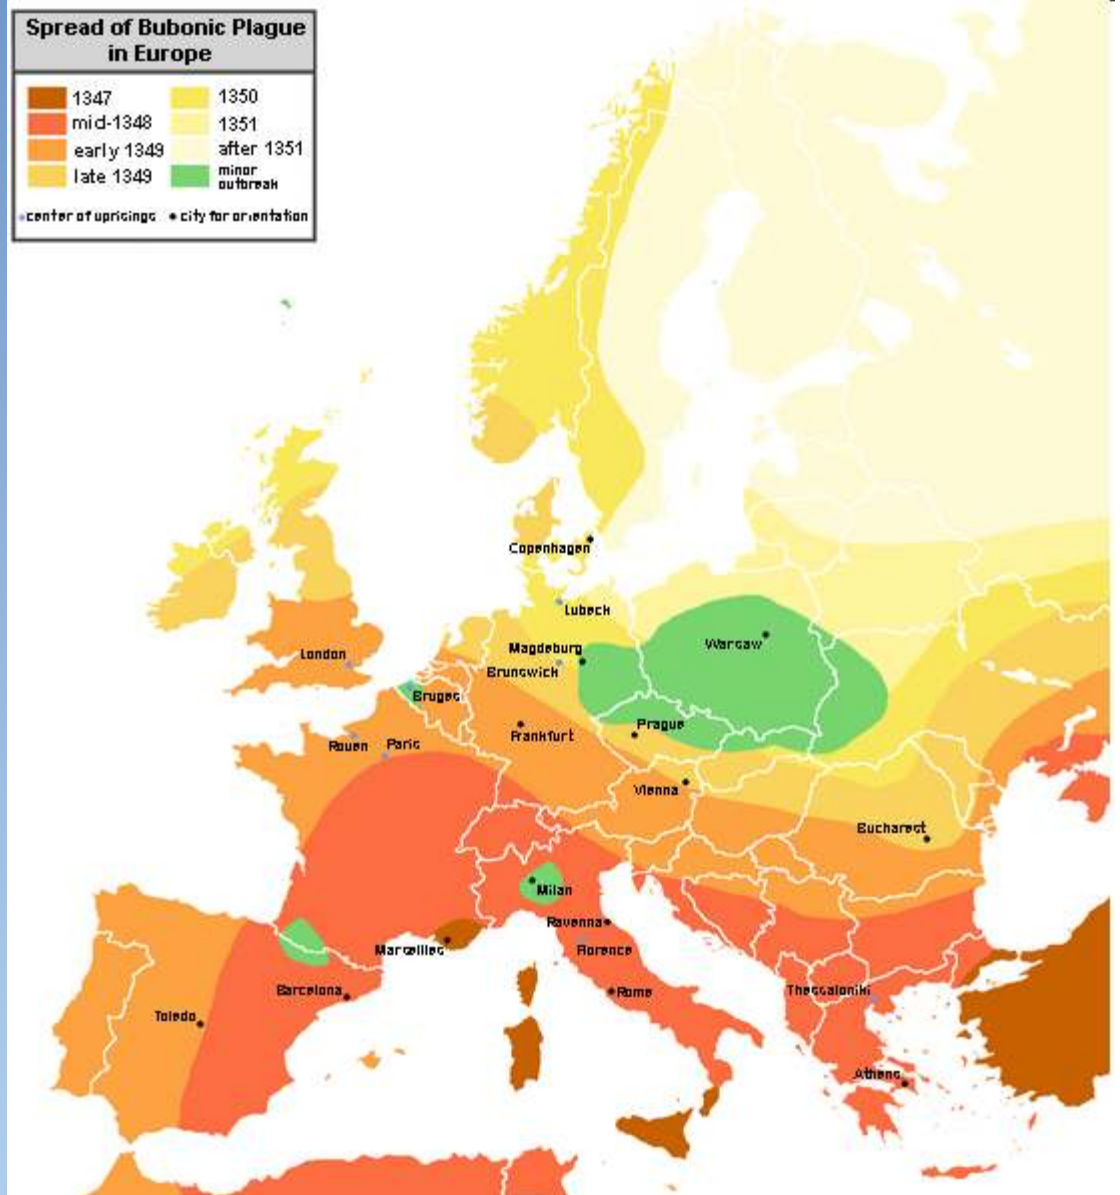 Spread of Bubonic Plague
in Europe
1347
mid-1348
early 1349
late 1349
1350
1351
after 1351
minor
outbreak
center of uprisings
city for orientation
Copenhagen
Lubeck
Magdeburg
Brunswick
Warsaw
London
Bruges
Prague
Frankfurt
Rouen
Paris
Vienna
Bucharest
Milan
Ravenna
Marseilles
Florence
Barcelona
Rome
Thessaloniki
Toledo
Athens